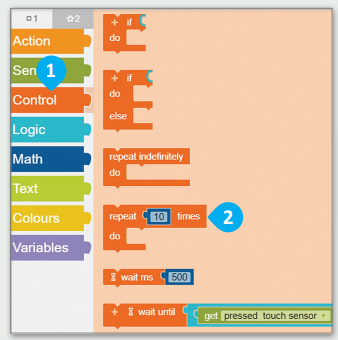 1
☆2
Action
Sen
1
Control
Logic
Math
Text
Colours
Variables
+ if
do
+ if
do
else
repeat indefinitely
do
repeat 10 times
2
do
wait ms 500
+ wait until get pressed touch sensor